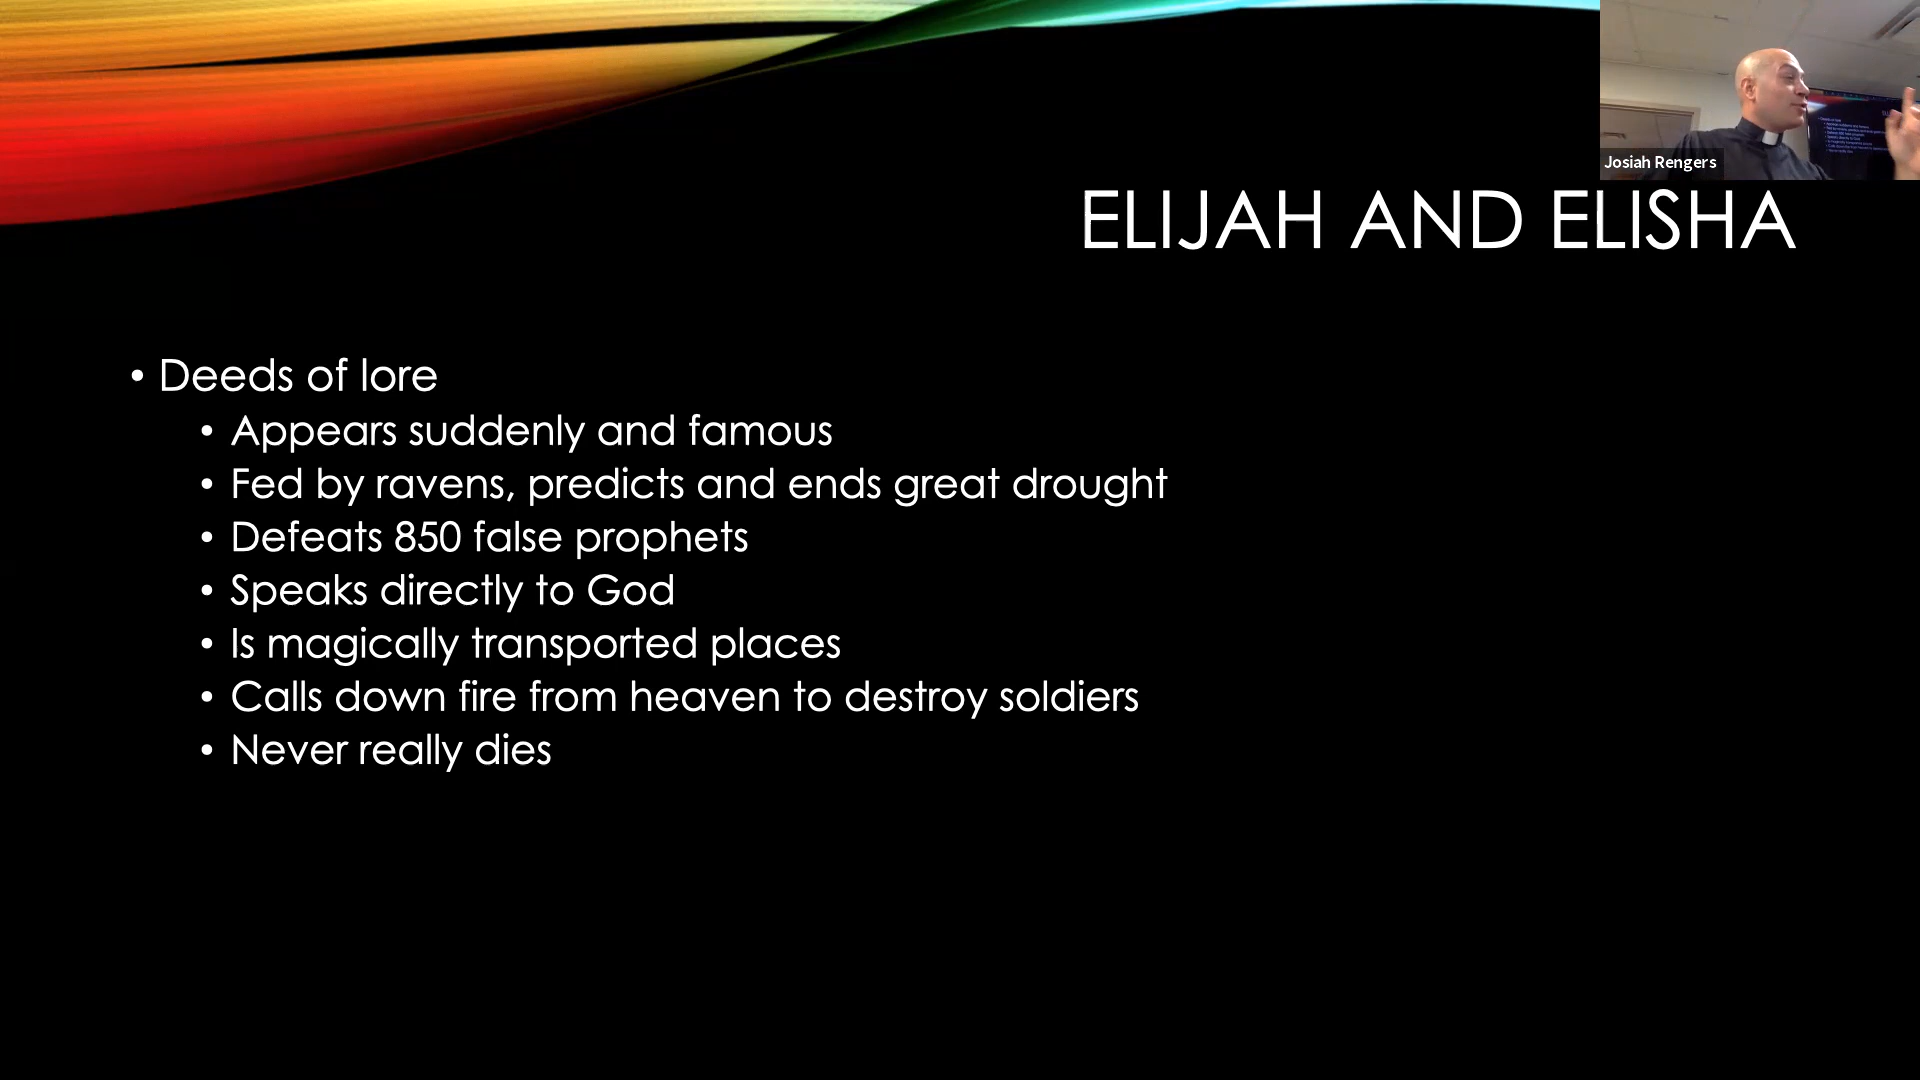 Josiah Rengers
ELIJAH AND ELISHA
• Deeds of lore
• Appears suddenly and famous
• Fed by ravens, predicts and ends great drought
• Defeats 850 false prophets
• Speaks directly to God
• Is magically transported places
• Calls down fire from heaven to destroy soldiers
• Never really dies